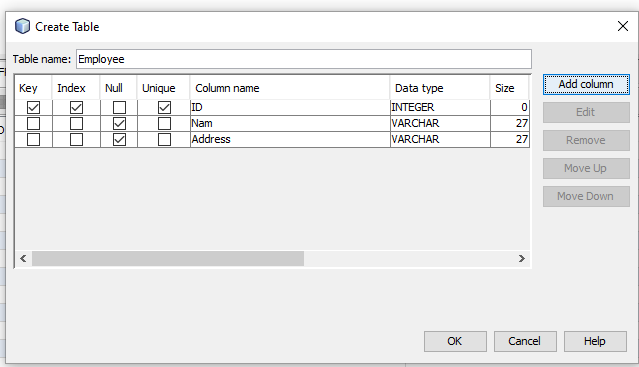 Create Table
Table name: Employee
Key Index Null Unique Column name Data type Size
ID INTEGER 0
Nam VARCHAR 27
Address VARCHAR 27
Add column
Edit
Remove
Move Up
Move Down
OK Cancel Help